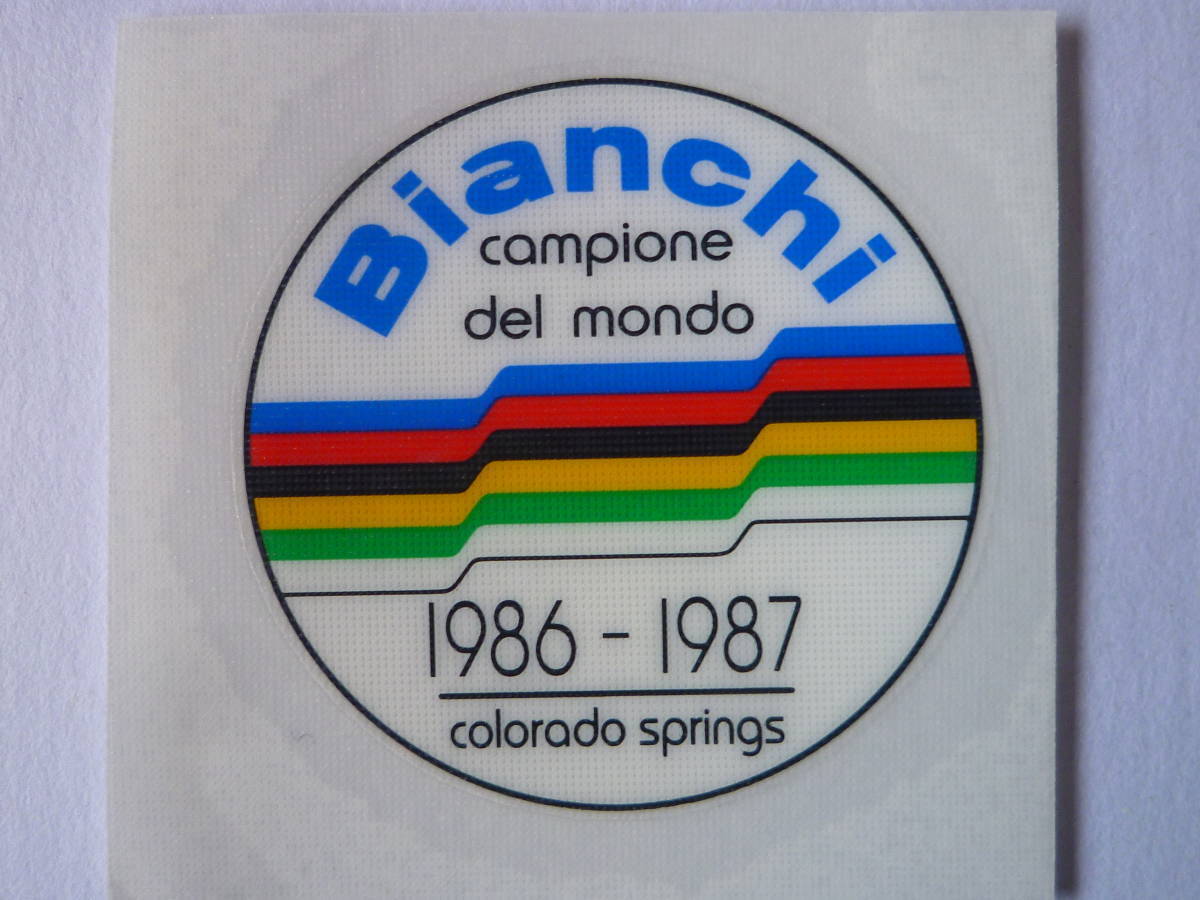 Bianchi
campione
del mondo
1986 - 1987
colorado springs